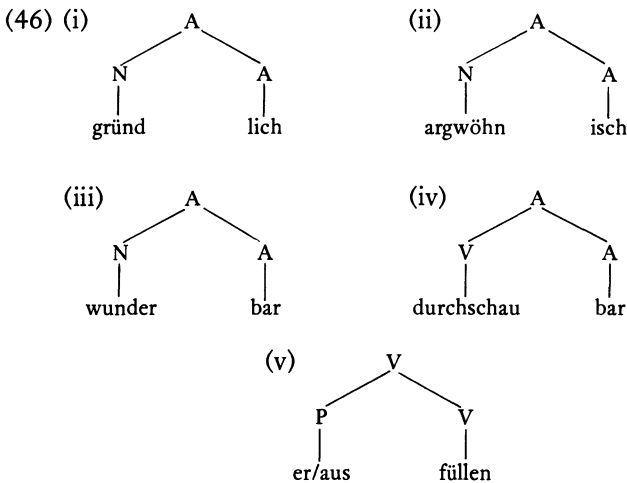 (46) (i) A (ii) A
N A N A
gründ lich argwöhn isch
(iii) A (iv) A
N A V A
wunder bar durchschau bar
(v) V
P V
er/aus füllen